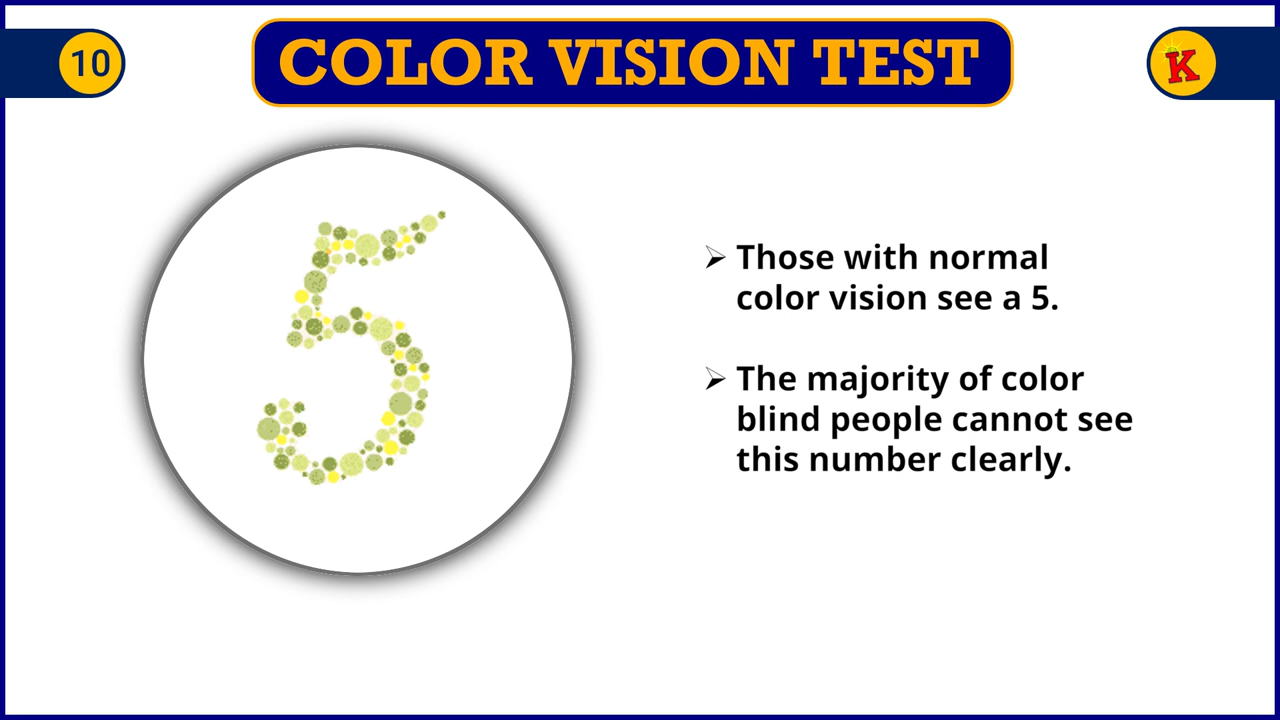 10
COLOR VISION TEST
K
5
➢ Those with normal
color vision see a 5.
➢ The majority of color
blind people cannot see
this number clearly.